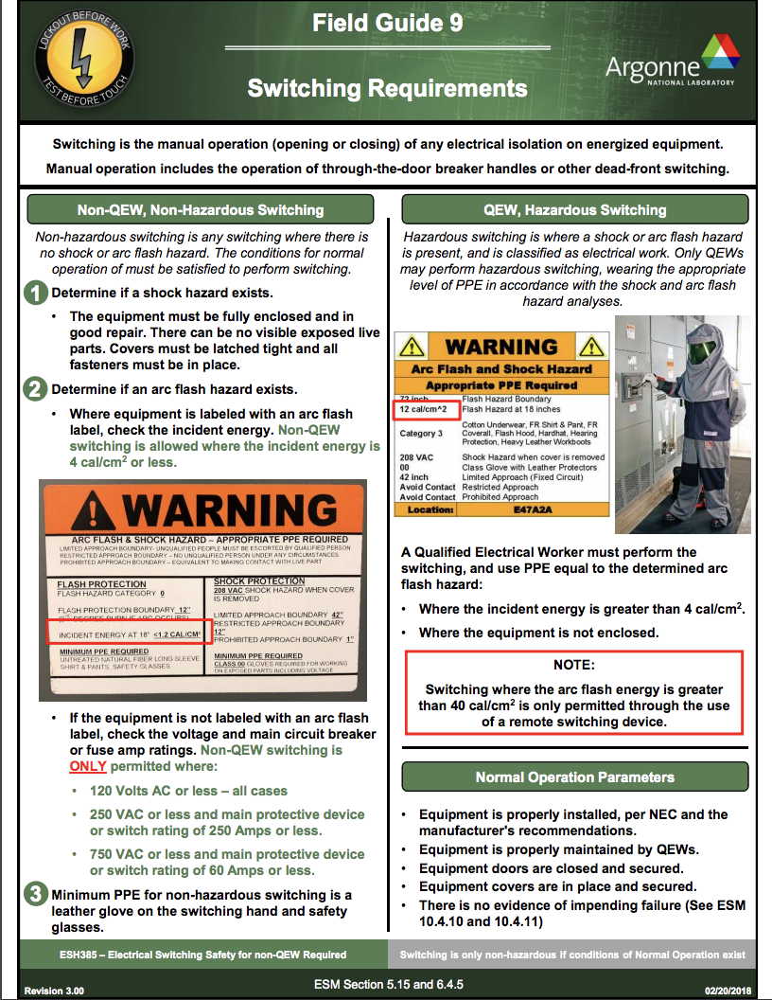 LOCKOUT BEFORE WORK
TEST BEFORE TOUCH
Field Guide 9
Switching Requirements
Argonne
NATIONAL LABORATORY
Switching is the manual operation (opening or closing) of any electrical isolation on energized equipment.
Manual operation includes the operation of through-the-door breaker handles or other dead-front switching.
Non-QEW, Non-Hazardous Switching
Non-hazardous switching is any switching where there is
no shock or arc flash hazard. The conditions for normal
operation of must be satisfied to perform switching.
1 Determine if a shock hazard exists.
• The equipment must be fully enclosed and in
good repair. There can be no visible exposed live
parts. Covers must be latched tight and all
fasteners must be in place.
2 Determine if an arc flash hazard exists.
• Where equipment is labeled with an arc flash
label, check the incident energy. Non-QEW
switching is allowed where the incident energy is
4 cal/cm² or less.
WARNING
ARC FLASH & SHOCK HAZARD – APPROPRIATE PPE REQUIRED
LIMITED APPROACH BOUNDARY- UNQUALIFIED PEOPLE MUST BE ESCORTED BY QUALIFIED PERSON
RESTRICTED APPROACH BOUNDARY – NO UNQUALIFIED PERSON UNDER ANY CIRCUMSTANCES.
PROHIBITED APPROACH BOUNDARY – EQUIVALENT TO MAKING CONTACT WITH LIVE PART
FLASH PROTECTION
FLASH HAZARD CATEGORY 0
FLASH PROTECTION BOUNDARY 12"
INCIDENT ENERGY AT 18" <1.2 CAL/CM²
MINIMUM PPE REQUIRED
UNTREATED NATURAL FIBER LONG SLEEVE
SHIRT & PANTS, SAFETY GLASSES
SHOCK PROTECTION
208 VAC SHOCK HAZARD WHEN COVER
IS REMOVED
LIMITED APPROACH BOUNDARY 42"
RESTRICTED APPROACH BOUNDARY
12"
PROHIBITED APPROACH BOUNDARY 1"
MINIMUM PPE REQUIRED
CLASS 00 GLOVES REQUIRED FOR WORKING
ON EXPOSED PARTS INCLUDING VOLTAGE
• If the equipment is not labeled with an arc flash
label, check the voltage and main circuit breaker
or fuse amp ratings. Non-QEW switching is
ONLY permitted where:
• 120 Volts AC or less – all cases
• 250 VAC or less and main protective device
or switch rating of 250 Amps or less.
• 750 VAC or less and main protective device
or switch rating of 60 Amps or less.
3 Minimum PPE for non-hazardous switching is a
leather glove on the switching hand and safety
glasses.
QEW, Hazardous Switching
Hazardous switching is where a shock or arc flash hazard
is present, and is classified as electrical work. Only QEWs
may perform hazardous switching, wearing the appropriate
level of PPE in accordance with the shock and arc flash
hazard analyses.
WARNING
Arc Flash and Shock Hazard
Appropriate PPE Required
72 inch Flash Hazard Boundary
12 cal/cm^2 Flash Hazard at 18 inches
Category 3 Cotton Underwear, FR Shirt & Pant, FR
Coverall, Flash Hood, Hardhat, Hearing
Protection, Heavy Leather Workboots
208 VAC Shock Hazard when cover is removed
00 Class Glove with Leather Protectors
42 inch Limited Approach (Fixed Circuit)
Avoid Contact Restricted Approach
Avoid Contact Prohibited Approach
Location: E47A2A
A Qualified Electrical Worker must perform the
switching, and use PPE equal to the determined arc
flash hazard:
• Where the incident energy is greater than 4 cal/cm².
• Where the equipment is not enclosed.
NOTE:
Switching where the arc flash energy is greater
than 40 cal/cm² is only permitted through the use
of a remote switching device.
Normal Operation Parameters
• Equipment is properly installed, per NEC and the
manufacturer's recommendations.
• Equipment is properly maintained by QEWs.
• Equipment doors are closed and secured.
• Equipment covers are in place and secured.
• There is no evidence of impending failure (See ESM
10.4.10 and 10.4.11)
ESH385 – Electrical Switching Safety for non-QEW Required
Switching is only non-hazardous if conditions of Normal Operation exist
Revision 3.00
ESM Section 5.15 and 6.4.5
02/20/2018